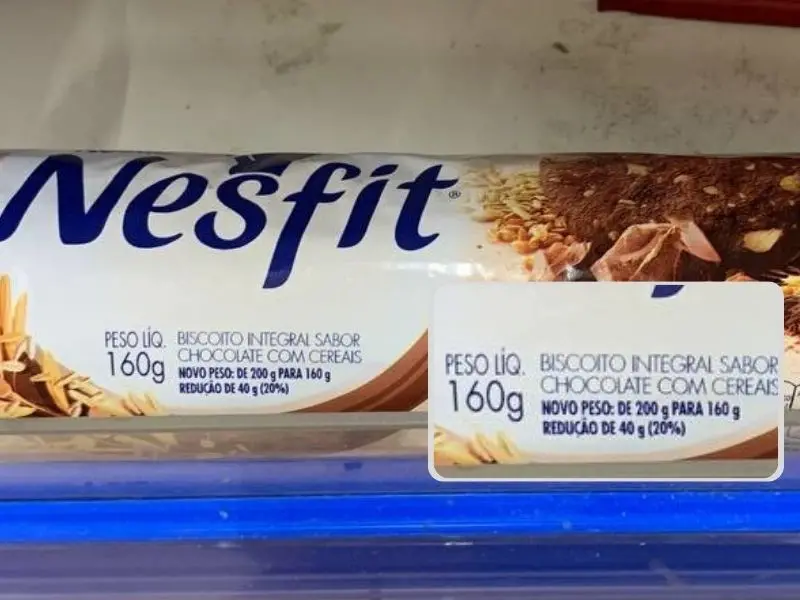 Nesfit®
PESO LÍQ.
160g
BISCOITO INTEGRAL SABOR
CHOCOLATE COM CEREAIS
NOVO PESO: DE 200 g PARA 160 g
REDUÇÃO DE 40 g (20%)
PESO LÍQ.
160g
BISCOITO INTEGRAL SABOR
CHOCOLATE COM CEREAIS
NOVO PESO: DE 200 g PARA 160 g
REDUÇÃO DE 40 g (20%)